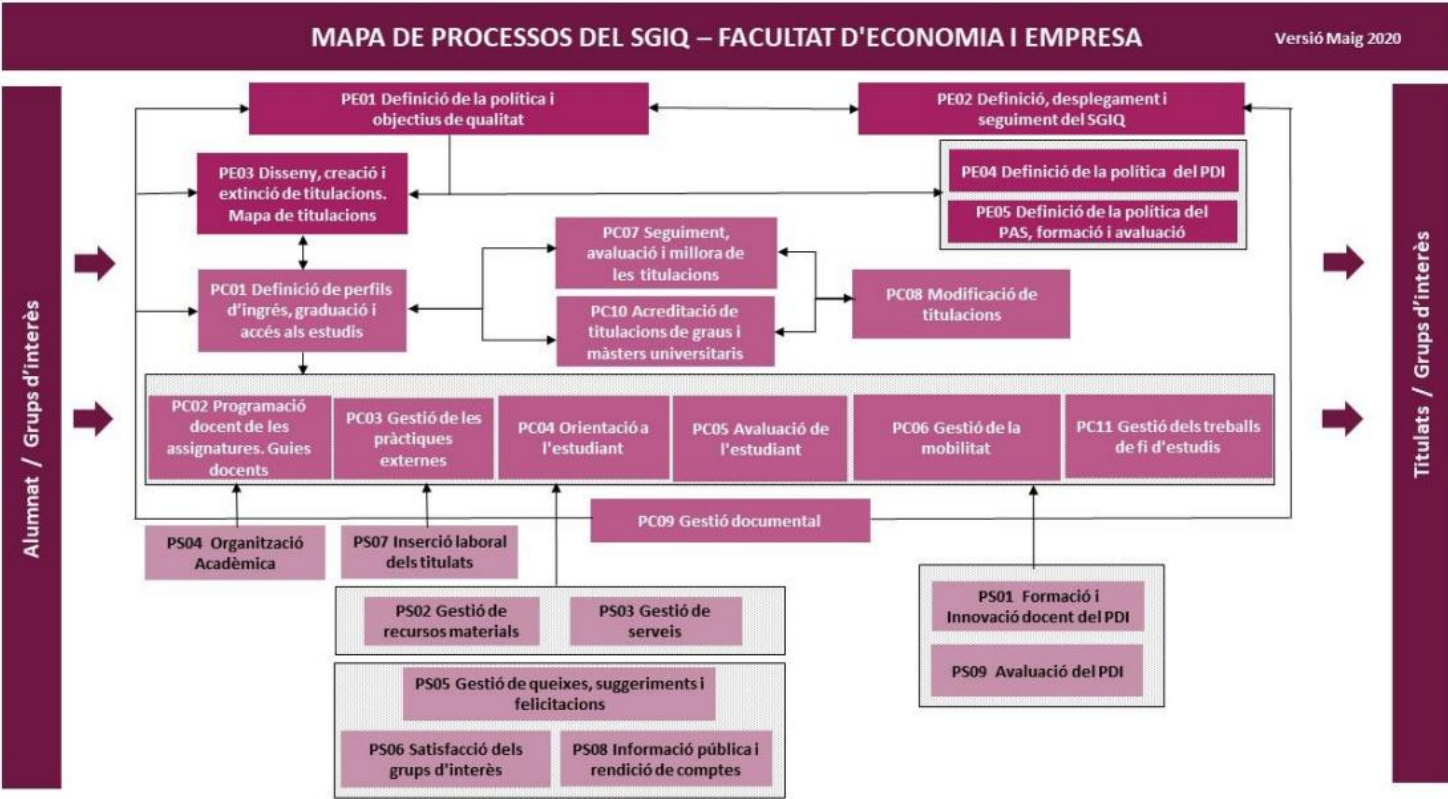 MAPA DE PROCESSOS DEL SGIQ – FACULTAT D'ECONOMIA I EMPRESA
Versió Maig 2020
Alumnat / Grups d'interès
PE01 Definició de la política i
objectius de qualitat
PE02 Definició, desplegament i
seguiment del SGIQ
PE03 Disseny, creació i
extinció de titulacions.
Mapa de titulacions
PE04 Definició de la política del PDI
PE05 Definició de la política del
PAS, formació i avaluació
PC07 Seguiment,
avaluació i millora de
les titulacions
PC01 Definició de perfils
d'ingrés, graduació i
accés als estudis
PC10 Acreditació de
titulacions de graus i
màsters universitaris
PC08 Modificació de
titulacions
PC02 Programació
docent de les
assignatures. Guies
docents
PC03 Gestió de les
pràctiques
externes
PC04 Orientació a
l'estudiant
PC05 Avaluació de
l'estudiant
PC06 Gestió de la
mobilitat
PC11 Gestió dels treballs
de fi d'estudis
PC09 Gestió documental
PS04 Organització
Acadèmica
PS07 Inserció laboral
dels titulats
PS02 Gestió de
recursos materials
PS03 Gestió de
serveis
PS01 Formació i
Innovació docent del PDI
PS09 Avaluació del PDI
PS05 Gestió de queixes, suggeriments i
felicitacions
PS06 Satisfacció dels
grups d'interès
PS08 Informació pública i
rendició de comptes
Titulats / Grups d'interès